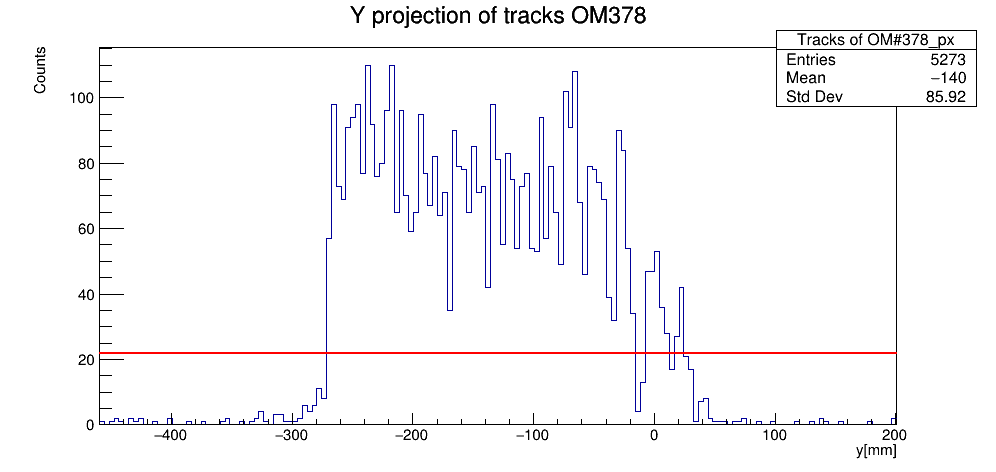 Y projection of tracks OM378
Tracks of OM#378_px
Entries 5273
Mean −140
Std Dev 85.92
Counts
100
80
60
40
20
0
−400 −300 −200 −100 0 100 200
y[mm]